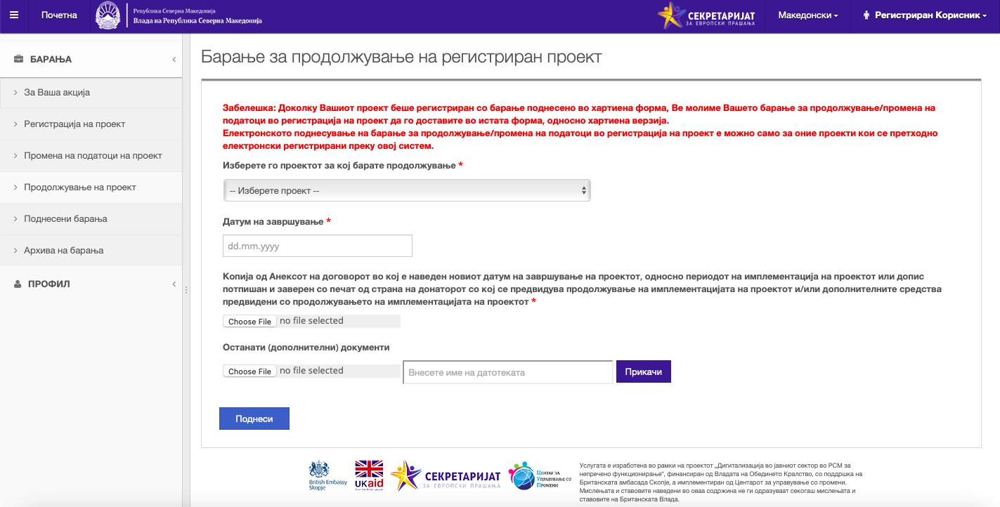 Почетна
Република Северна Македонија
Влада на Република Северна Македонија
СЕКРЕТАРИЈАТ
ЗА ЕВРОПСКИ ПРАШАЊА
Македонски
Регистриран Корисник
БАРАЊА
За Ваша акција
Регистрација на проект
Промена на податоци на проект
Продолжување на проект
Поднесени барања
Архива на барања
ПРОФИЛ
Барање за продолжување на регистриран проект
Забелешка: Доколку Вашиот проект беше регистриран со барање поднесено во хартиена форма, Ве молиме Вашето барање за продолжување/промена на
податоци во регистрација на проект да го доставите во истата форма, односно хартиена верзија.
Електронското поднесување на барање за продолжување/промена на податоци во регистрација на проект е можно само за оние проекти кои се претходно
електронски регистрирани преку овој систем.
Изберете го проектот за кој барате продолжување *
-- Изберете проект --
Датум на завршување *
dd.mm.yyyy
Копија од Анексот на договорот во кој е наведен новиот датум на завршување на проектот, односно периодот на имплементација на проектот или допис
потпишан и заверен со печат од страна на донаторот со кој се предвидува продолжување на имплементацијата на проектот и/или дополнителните средства
предвидени со продолжувањето на имплементацијата на проектот *
Choose File no file selected
Останати (дополнителни) документи
Choose File no file selected Внесете име на датотеката Прикачи
Поднеси
British Embassy
Skopje
UKaid
from the British people
СЕКРЕТАРИЈАТ
ЗА ЕВРОПСКИ ПРАШАЊА
ЦЕНТАР ЗА
УПРАВУВАЊЕ СО
ПРОМЕНИ
Услугата е изработена во рамки на проектот „Дигитализација во јавниот сектор во РСМ за
непречено функционирање“, финансиран од Владата на Обединето Кралство, со поддршка на
Британската амбасада Скопје, а имплементиран од Центарот за управување со промени.
Мислењата и ставовите наведени во оваа содржина не ги одразуваат секогаш мислењата и
ставовите на Британската Влада.